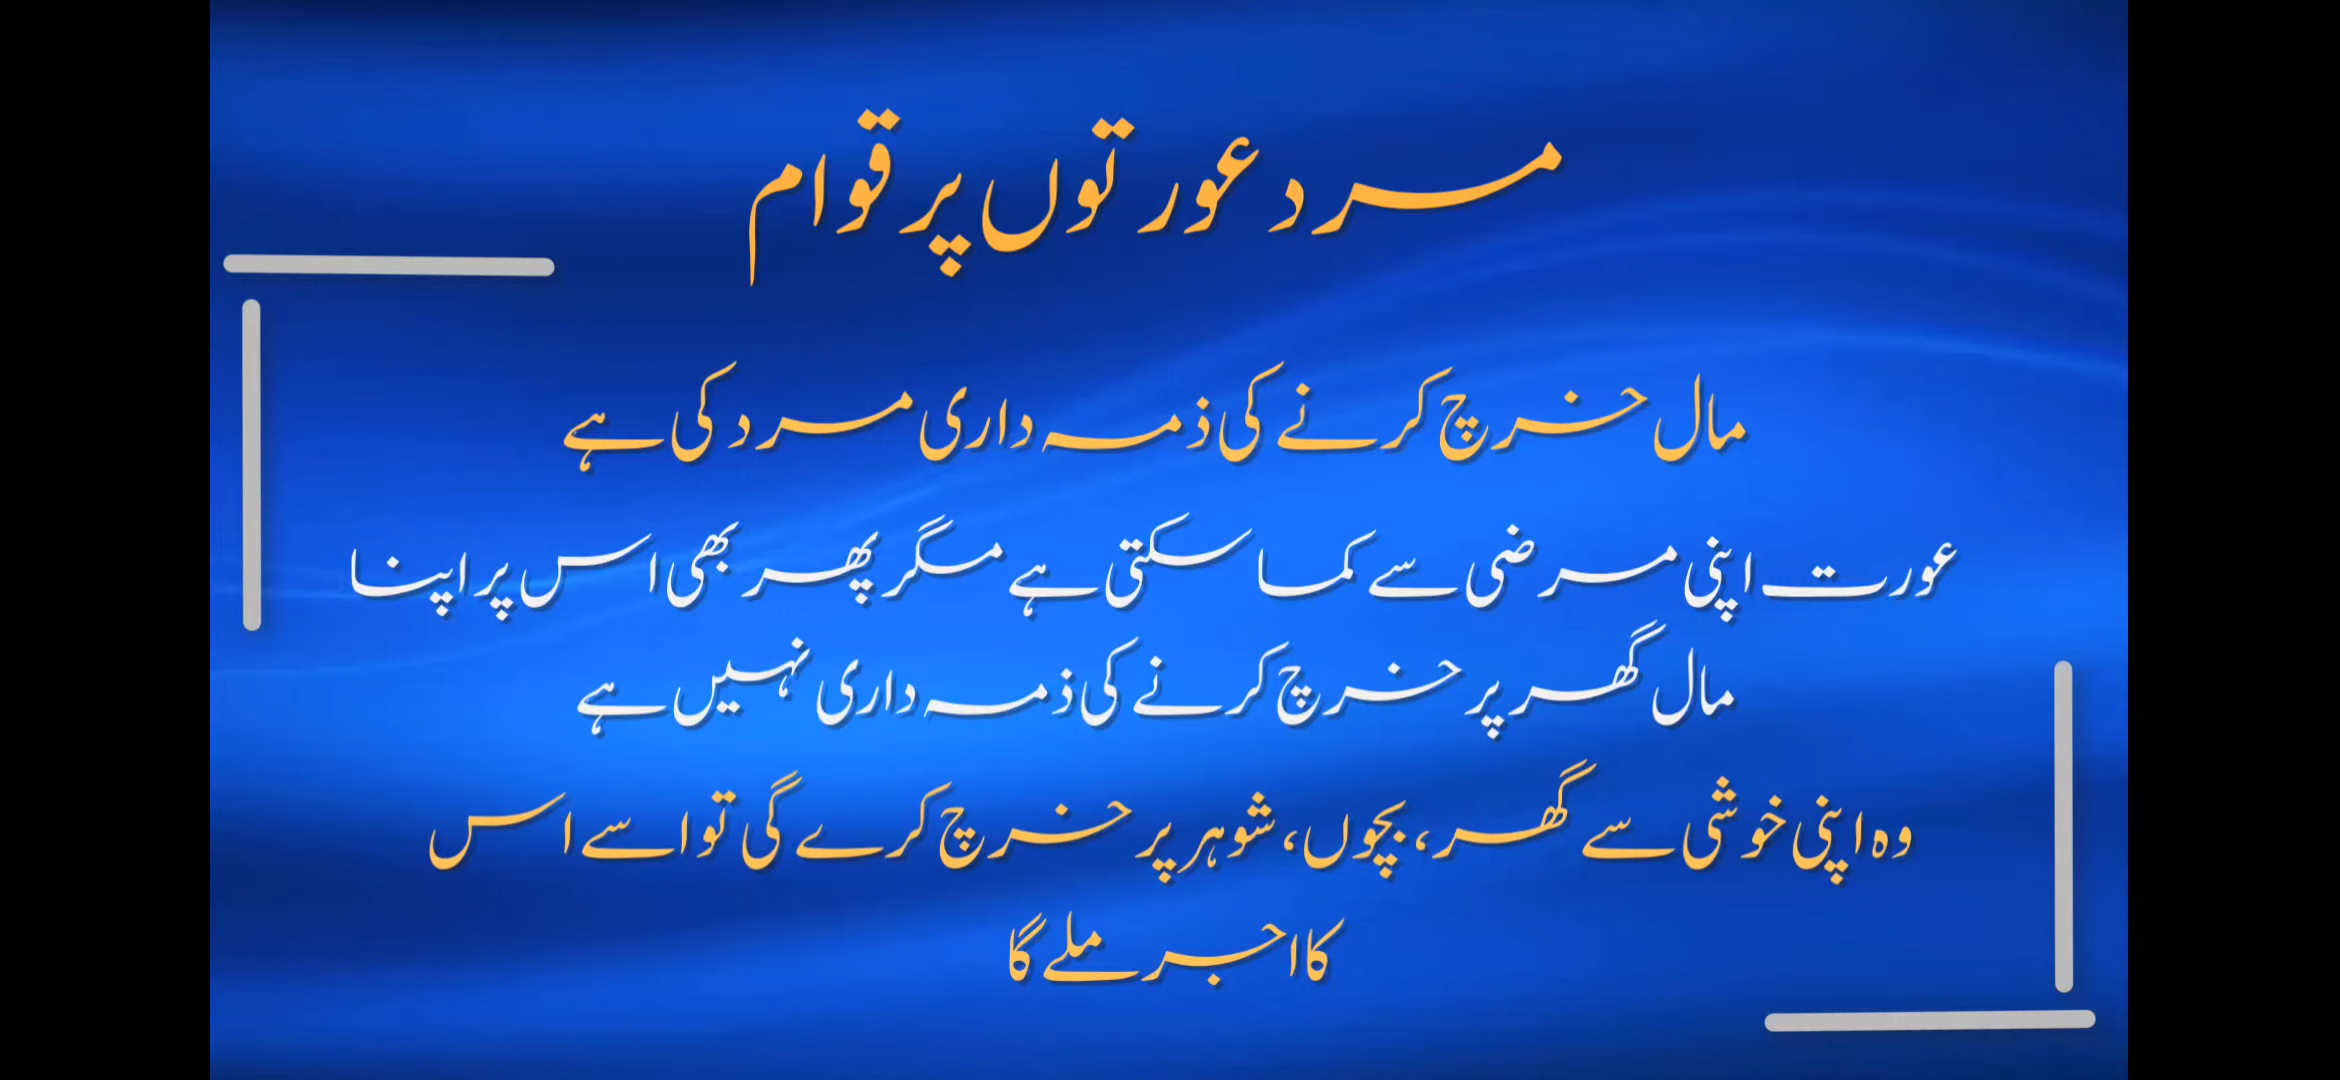 مرد عورتوں پر قوام
مال خرچ کرنے کی ذمہ داری مرد کی ہے
عورت اپنی مرضی سے کما سکتی ہے مگر پھر بھی اس پر اپنا
مال گھر پر خرچ کرنے کی ذمہ داری نہیں ہے
وہ اپنی خوشی سے گھر، بچوں، شوہر پر خرچ کرے گی تو اسے اس
کا اجر ملے گا